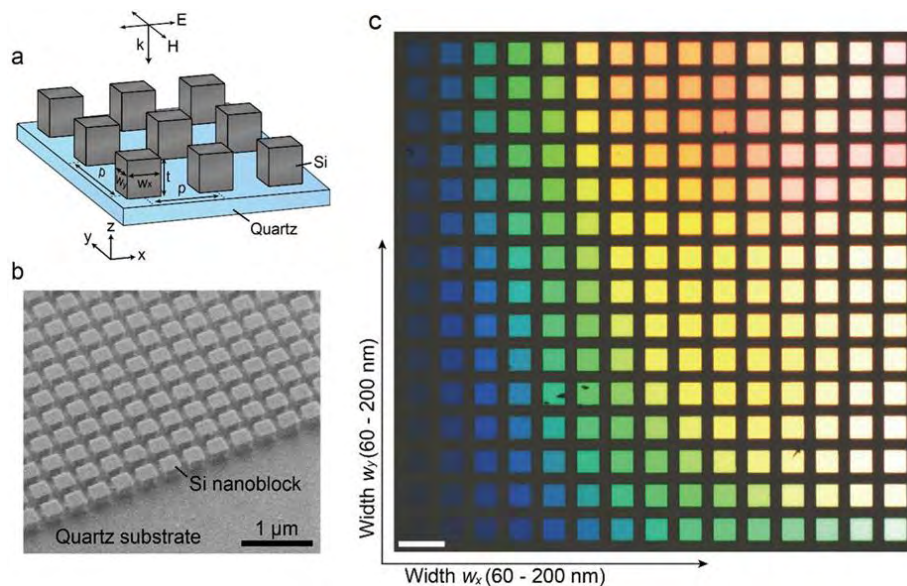 a
E
H
k
Si
p
wy
wx
t
p
Quartz
z
y
x
b
Si nanoblock
Quartz substrate
1 µm
c
Width wy (60 - 200 nm)
Width wx (60 - 200 nm)